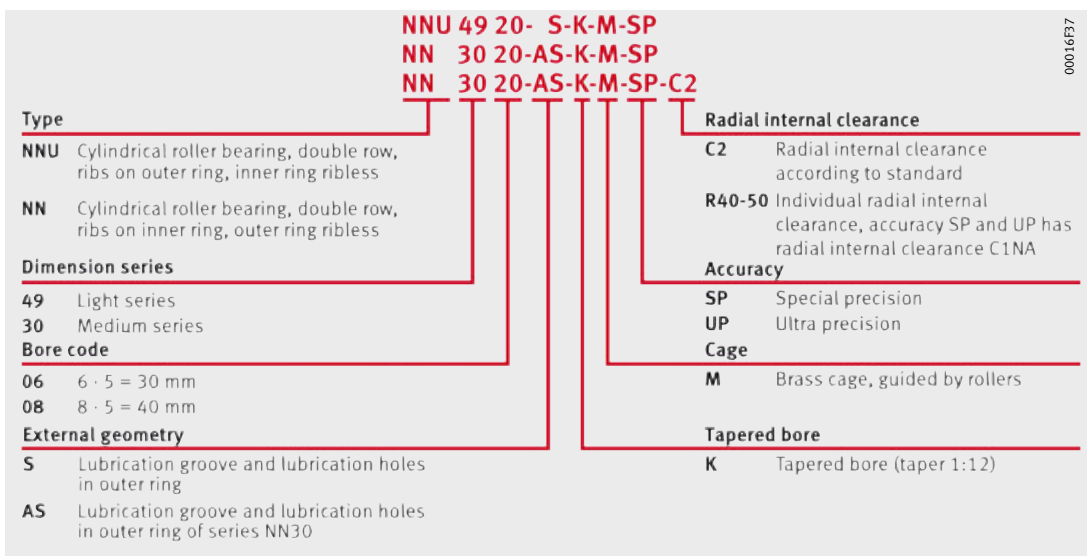 NNU 49 20- S-K-M-SP
NN 30 20-AS-K-M-SP
NN 30 20-AS-K-M-SP-C2
00016F37
Type
NNU Cylindrical roller bearing, double row,
ribs on outer ring, inner ring ribless
NN Cylindrical roller bearing, double row,
ribs on inner ring, outer ring ribless
Dimension series
49 Light series
30 Medium series
Bore code
06 6 · 5 = 30 mm
08 8 · 5 = 40 mm
External geometry
S Lubrication groove and lubrication holes
in outer ring
AS Lubrication groove and lubrication holes
in outer ring of series NN30
Radial internal clearance
C2 Radial internal clearance
according to standard
R40-50 Individual radial internal
clearance, accuracy SP and UP has
radial internal clearance C1NA
Accuracy
SP Special precision
UP Ultra precision
Cage
M Brass cage, guided by rollers
Tapered bore
K Tapered bore (taper 1:12)